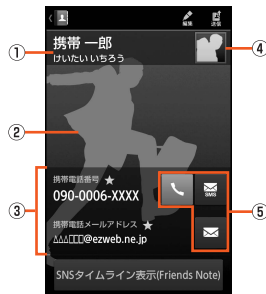 編集
送信
① 携帯 一郎 ④
けいたい いちろう
②
③ 携帯電話番号 ★
090-0006-XXXX
SMS
携帯電話メールアドレス ★
△△△□□□@ezweb.ne.jp
⑤
SNSタイムライン表示(Friends Note)